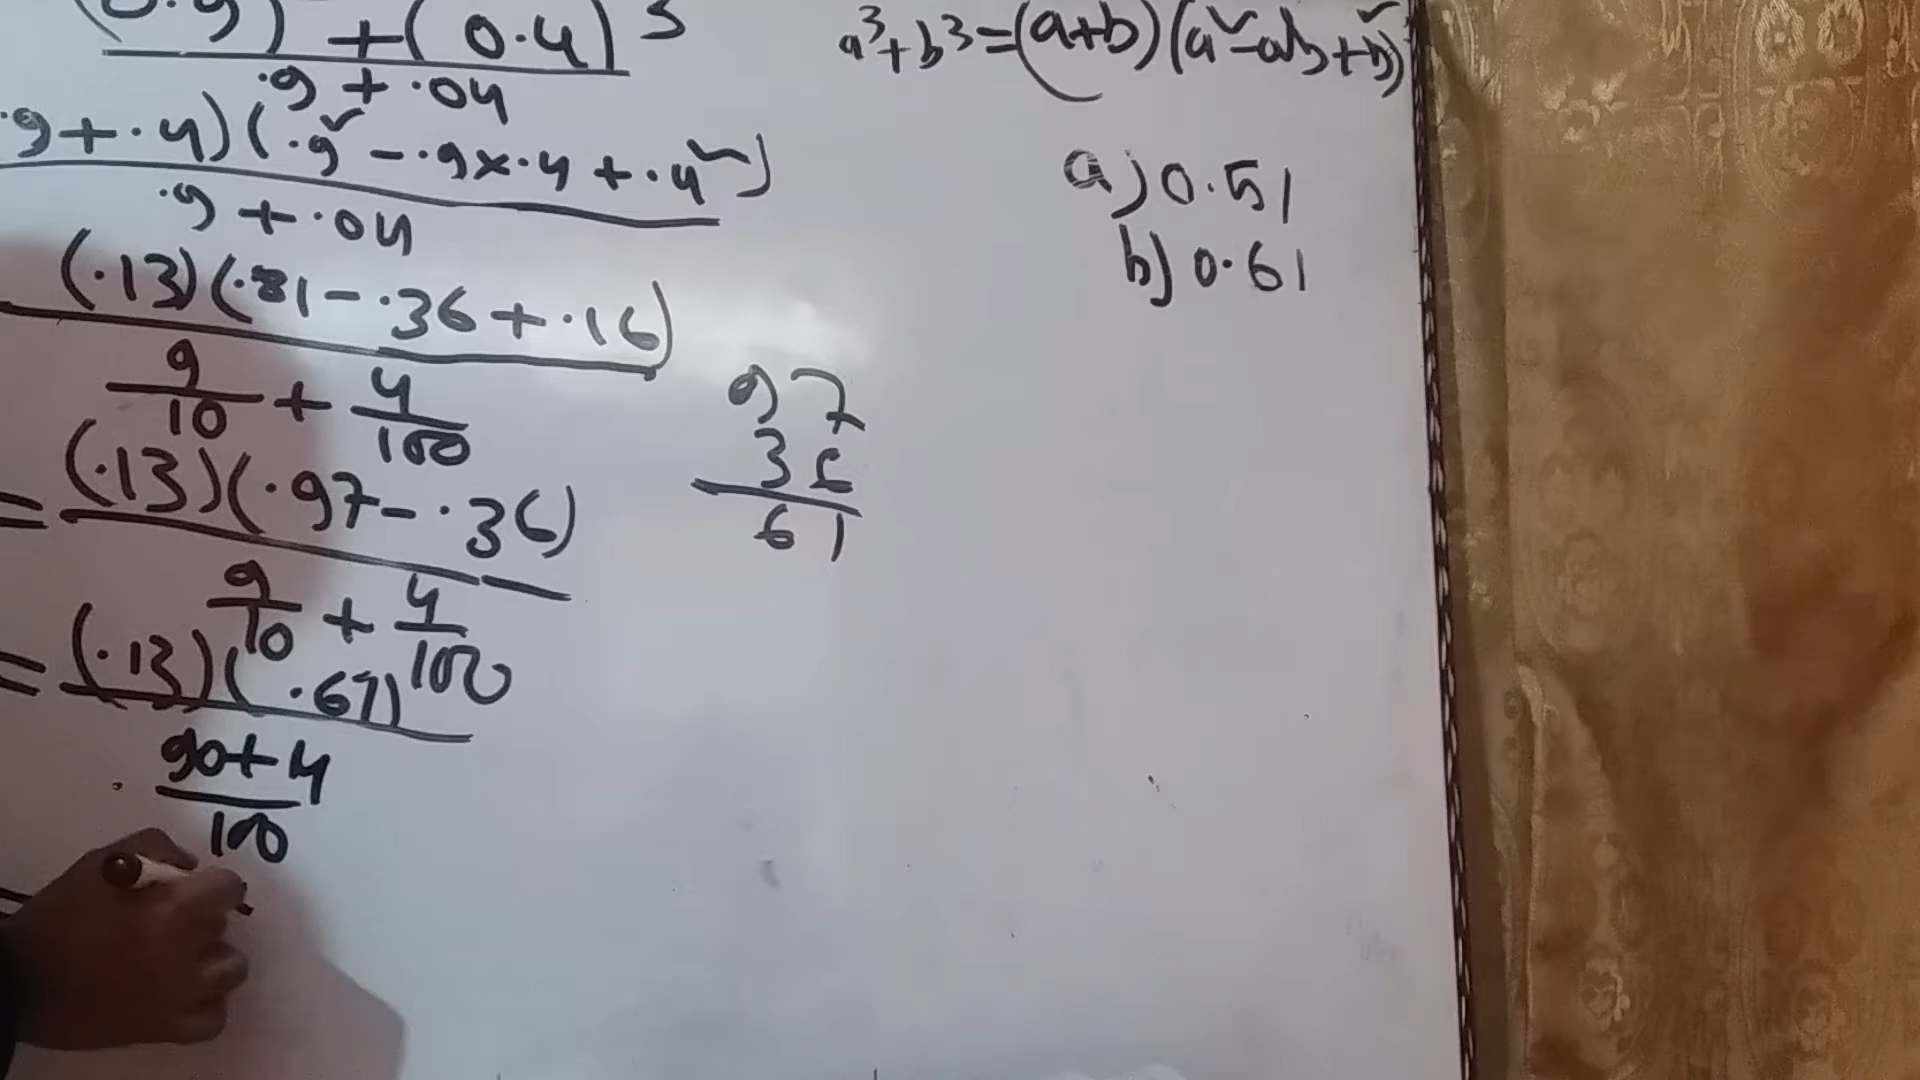 (0.9) + (0.4)3
.9 + .04
a3+b3=(a+b)(a²-ab+b²)
.9+.4)(.9²-.9x.4+.4²)
.9+.04
a) 0.51
b) 0.61
(.13)(.81-.36+.16)
9/10 + 4/100
= (.13)(.97-.36)
9/10 + 4/100
97
36
61
= (.13)(.67)
90+4
100
=